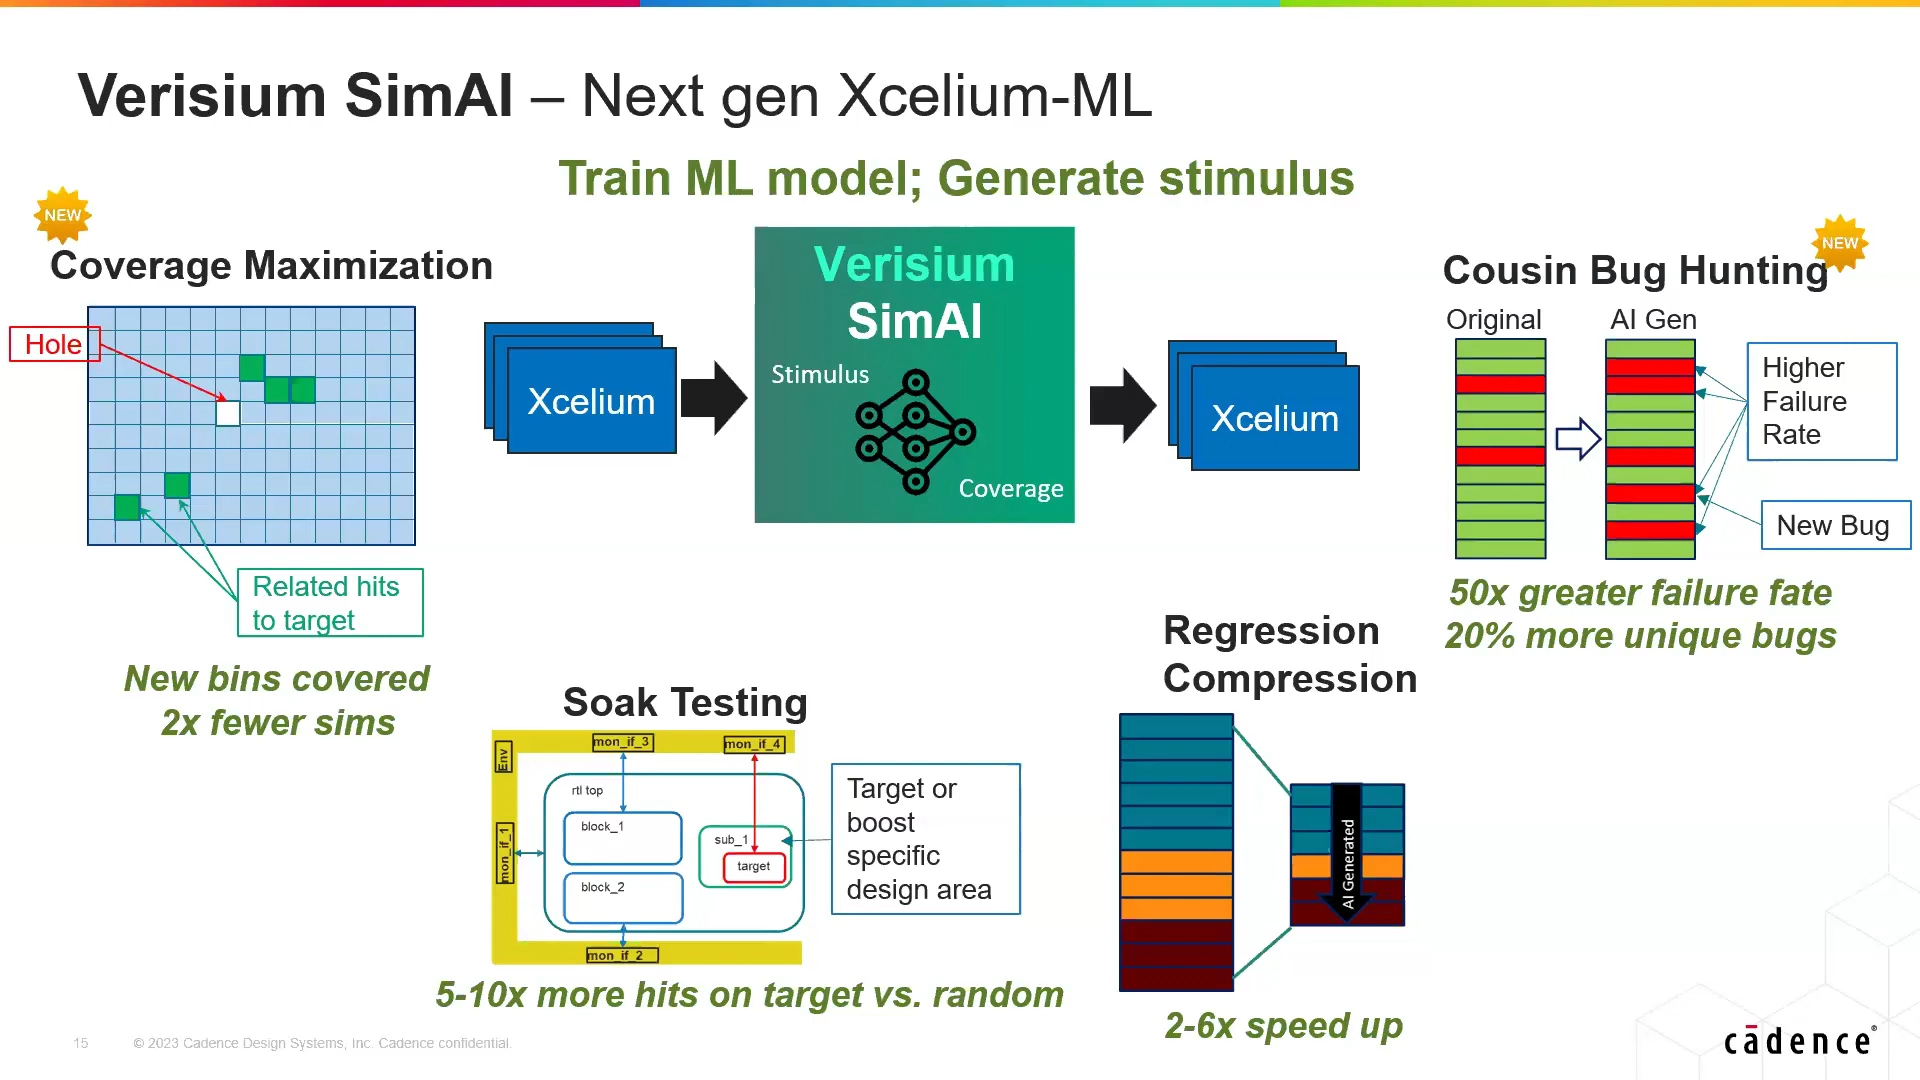 Verisium SimAI – Next gen Xcelium-ML
Train ML model; Generate stimulus
NEW
Coverage Maximization
Hole
Related hits
to target
New bins covered
2x fewer sims
Xcelium
Verisium
SimAI
Stimulus
Coverage
Xcelium
NEW
Cousin Bug Hunting
Original
AI Gen
Higher
Failure
Rate
New Bug
50x greater failure fate
20% more unique bugs
Soak Testing
Env
mon_if_3
mon_if_4
rtl top
block_1
sub_1
target
mon_if_1
block_2
mon_if_2
Target or
boost
specific
design area
5-10x more hits on target vs. random
Regression
Compression
AI Generated
2-6x speed up
15
© 2023 Cadence Design Systems, Inc. Cadence confidential.
cādence®